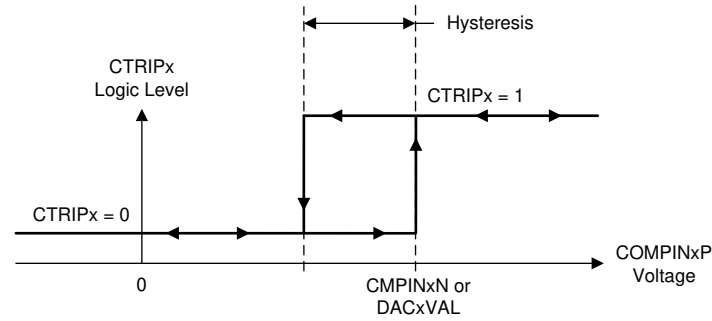 Hysteresis
CTRIPx
Logic Level
CTRIPx = 1
CTRIPx = 0
COMPINxP
Voltage
0
CMPINxN or
DACxVAL